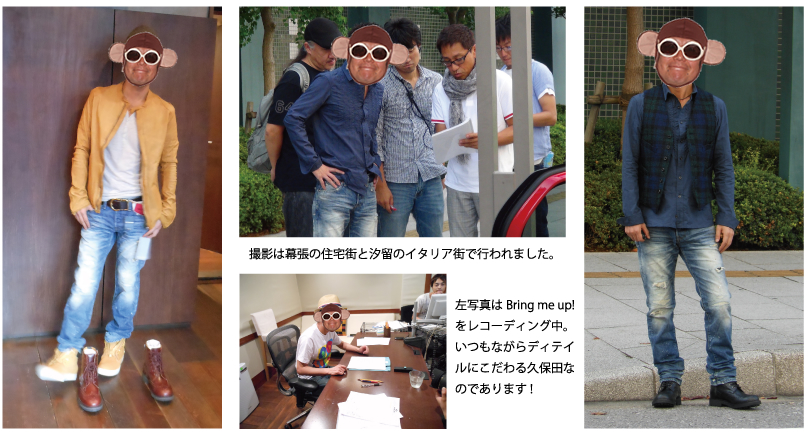 撮影は幕張の住宅街と汐留のイタリア街で行われました。
左写真は Bring me up!
をレコーディング中。
いつもながらディテイ
ルにこだわる久保田な
のであります！